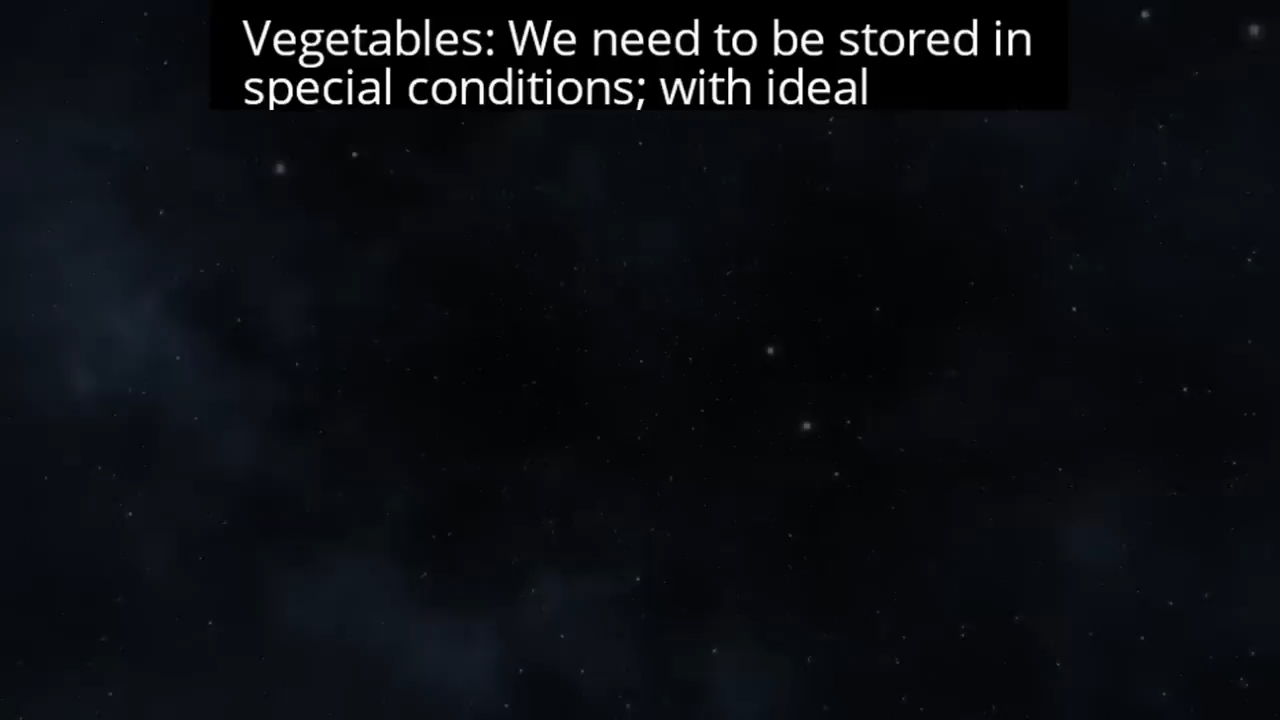 Vegetables: We need to be stored in
special conditions; with ideal